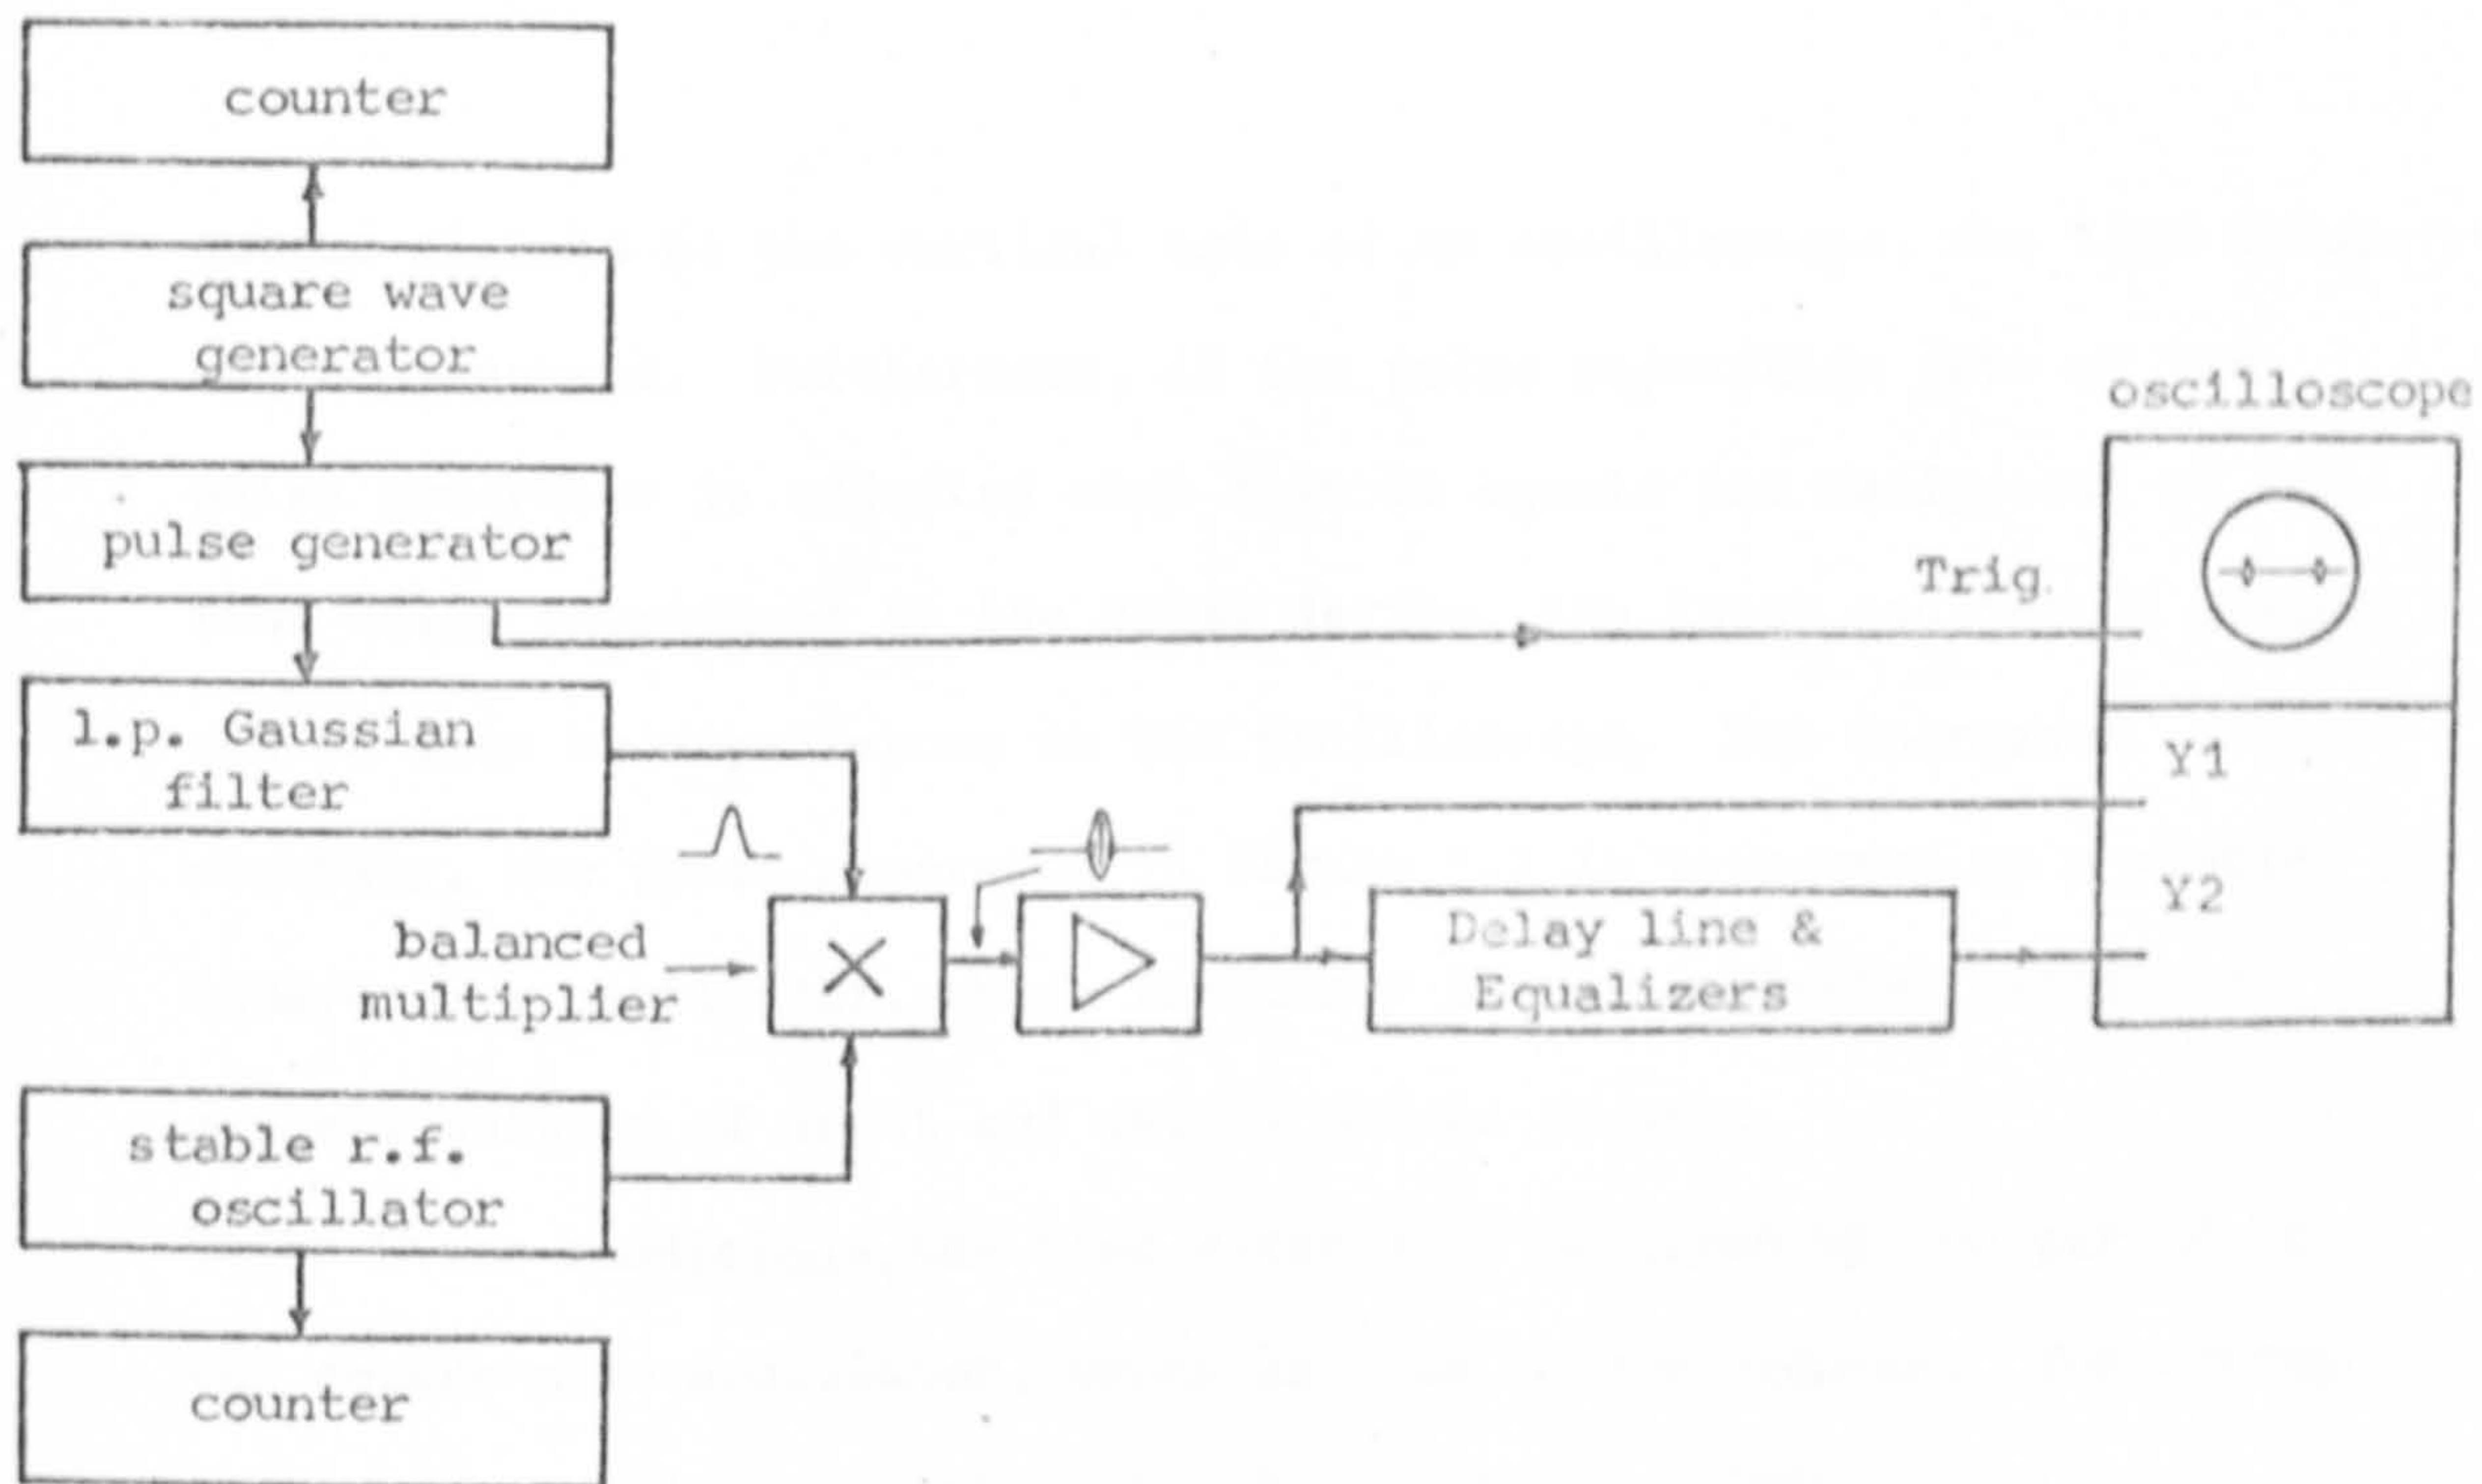 counter
square wave
generator
oscilloscope
pulse generator
Trig.
l.p. Gaussian
filter
Y1
Y2
balanced
multiplier
Delay line &
Equalizers
stable r.f.
oscillator
counter